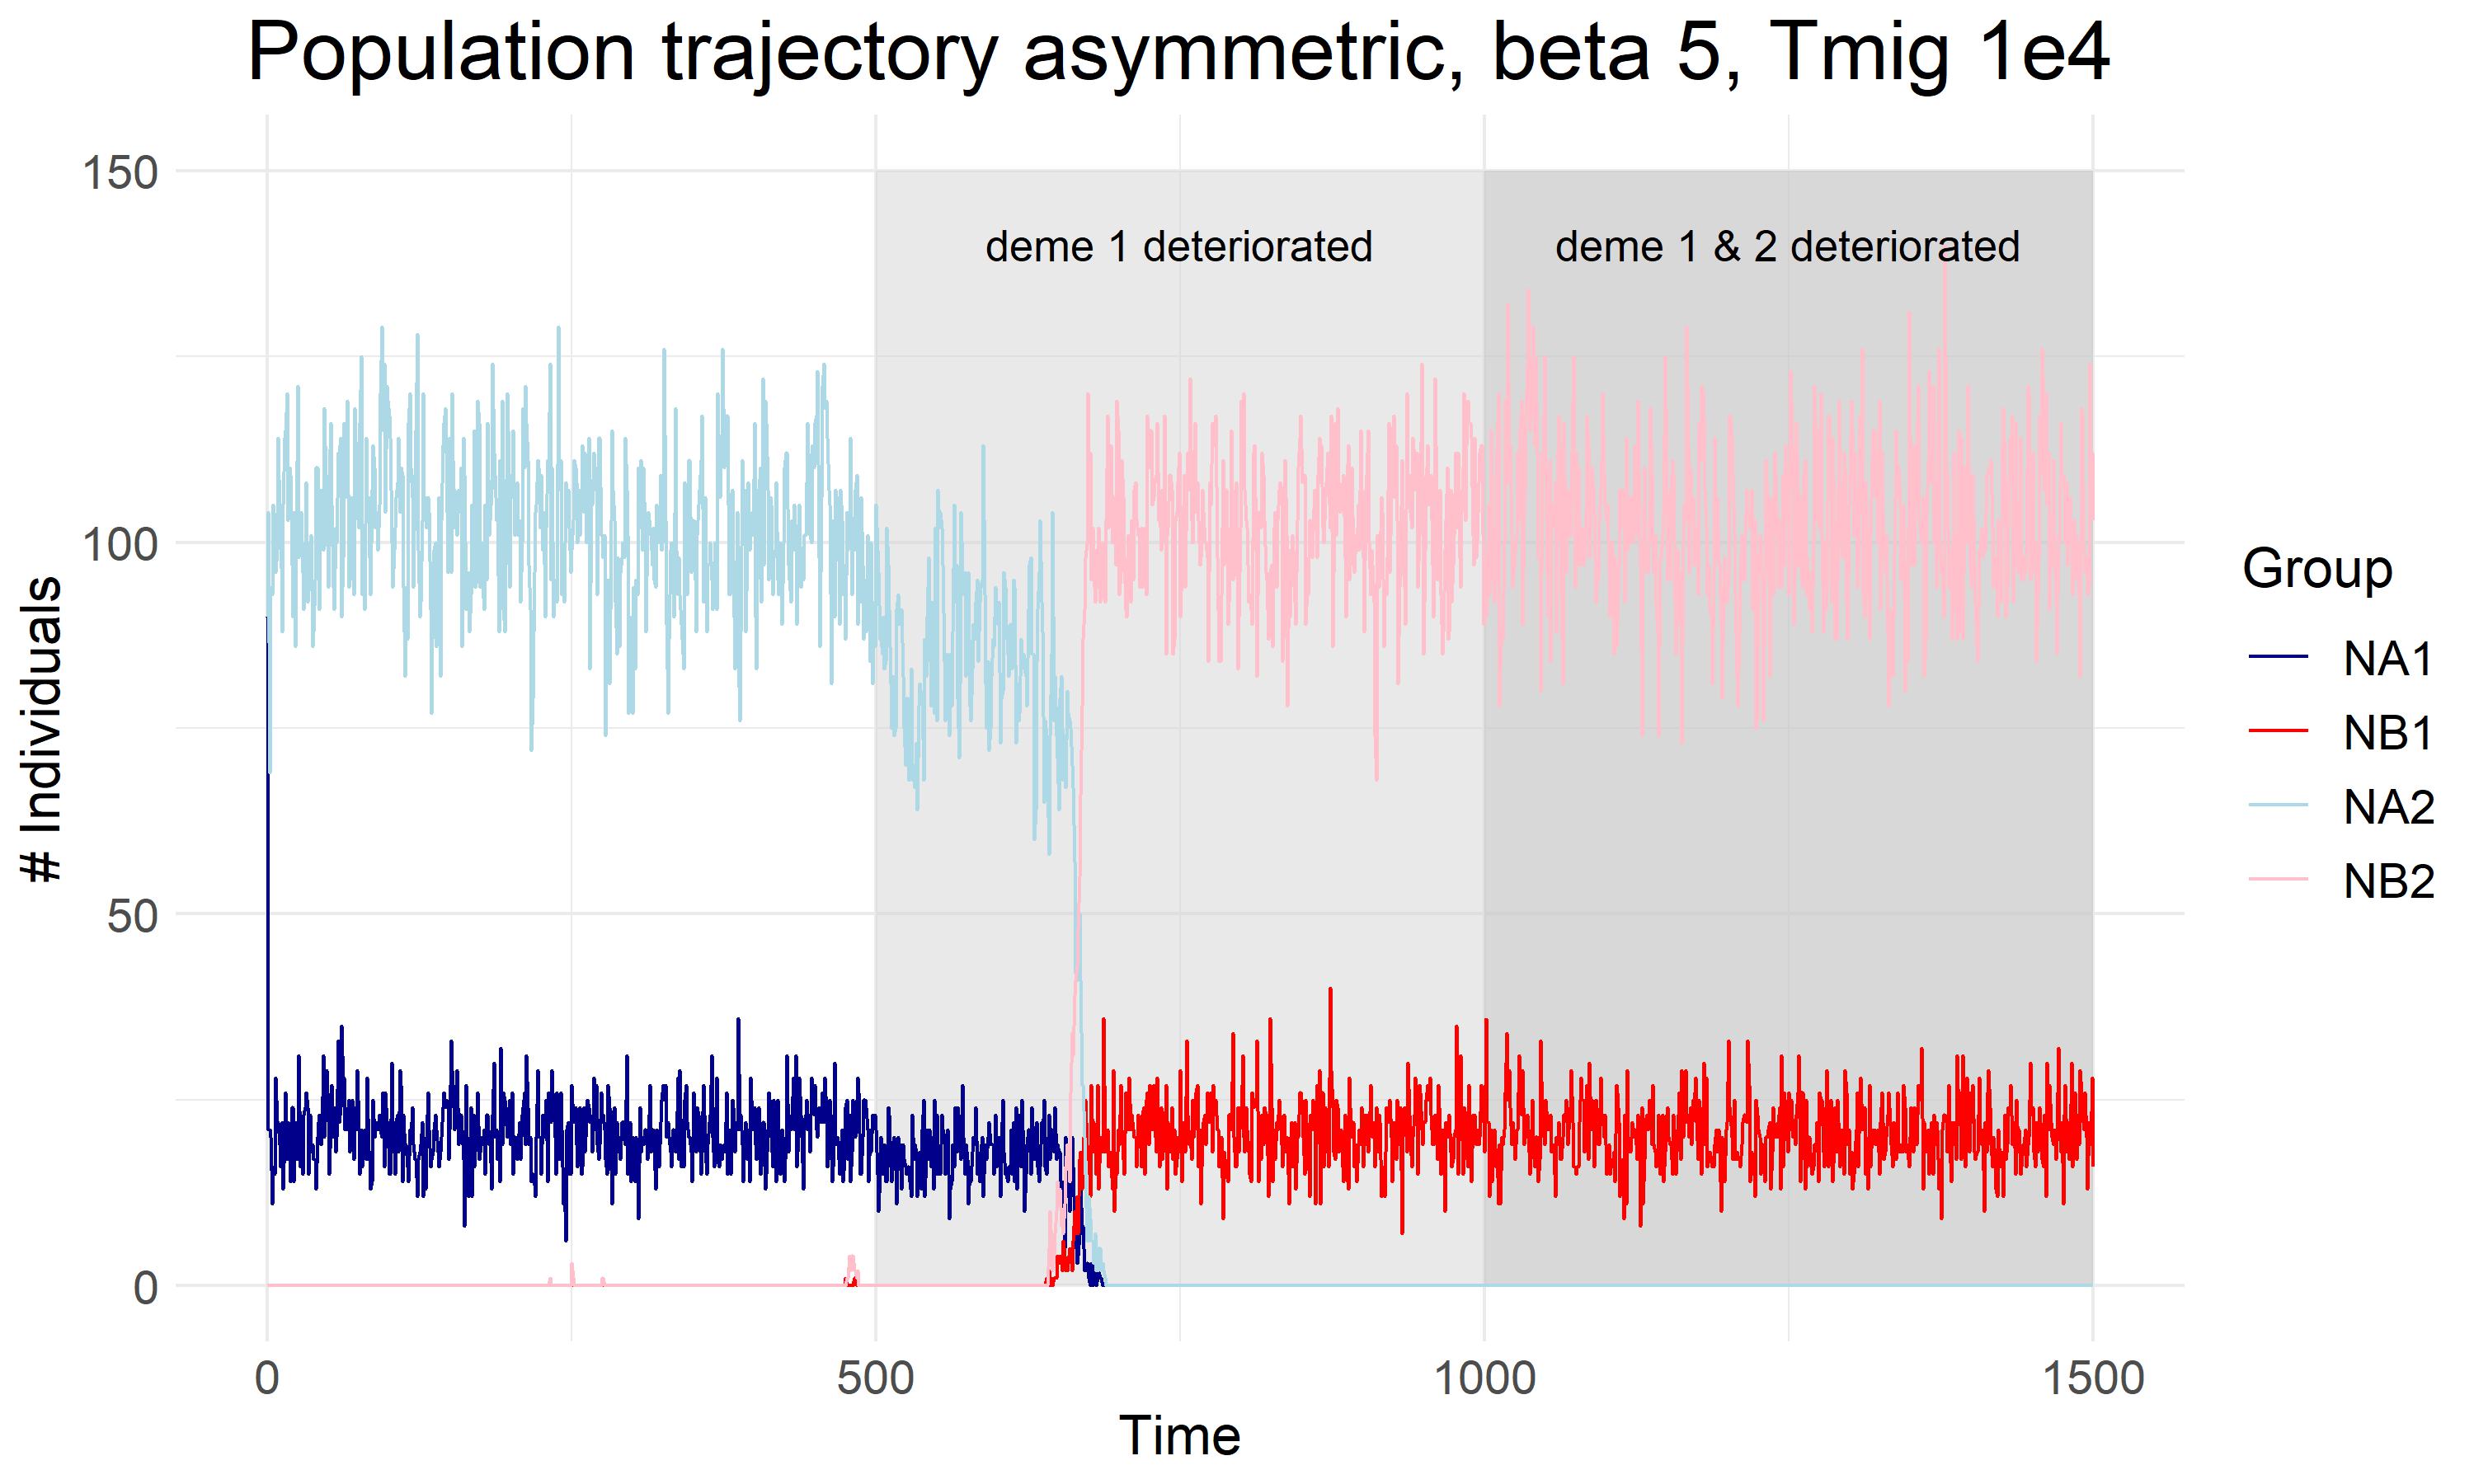 Population trajectory asymmetric, beta 5, Tmig 1e4
150
deme 1 deteriorated
deme 1 & 2 deteriorated
100
50
0
# Individuals
0
500
1000
1500
Time
Group
NA1
NB1
NA2
NB2